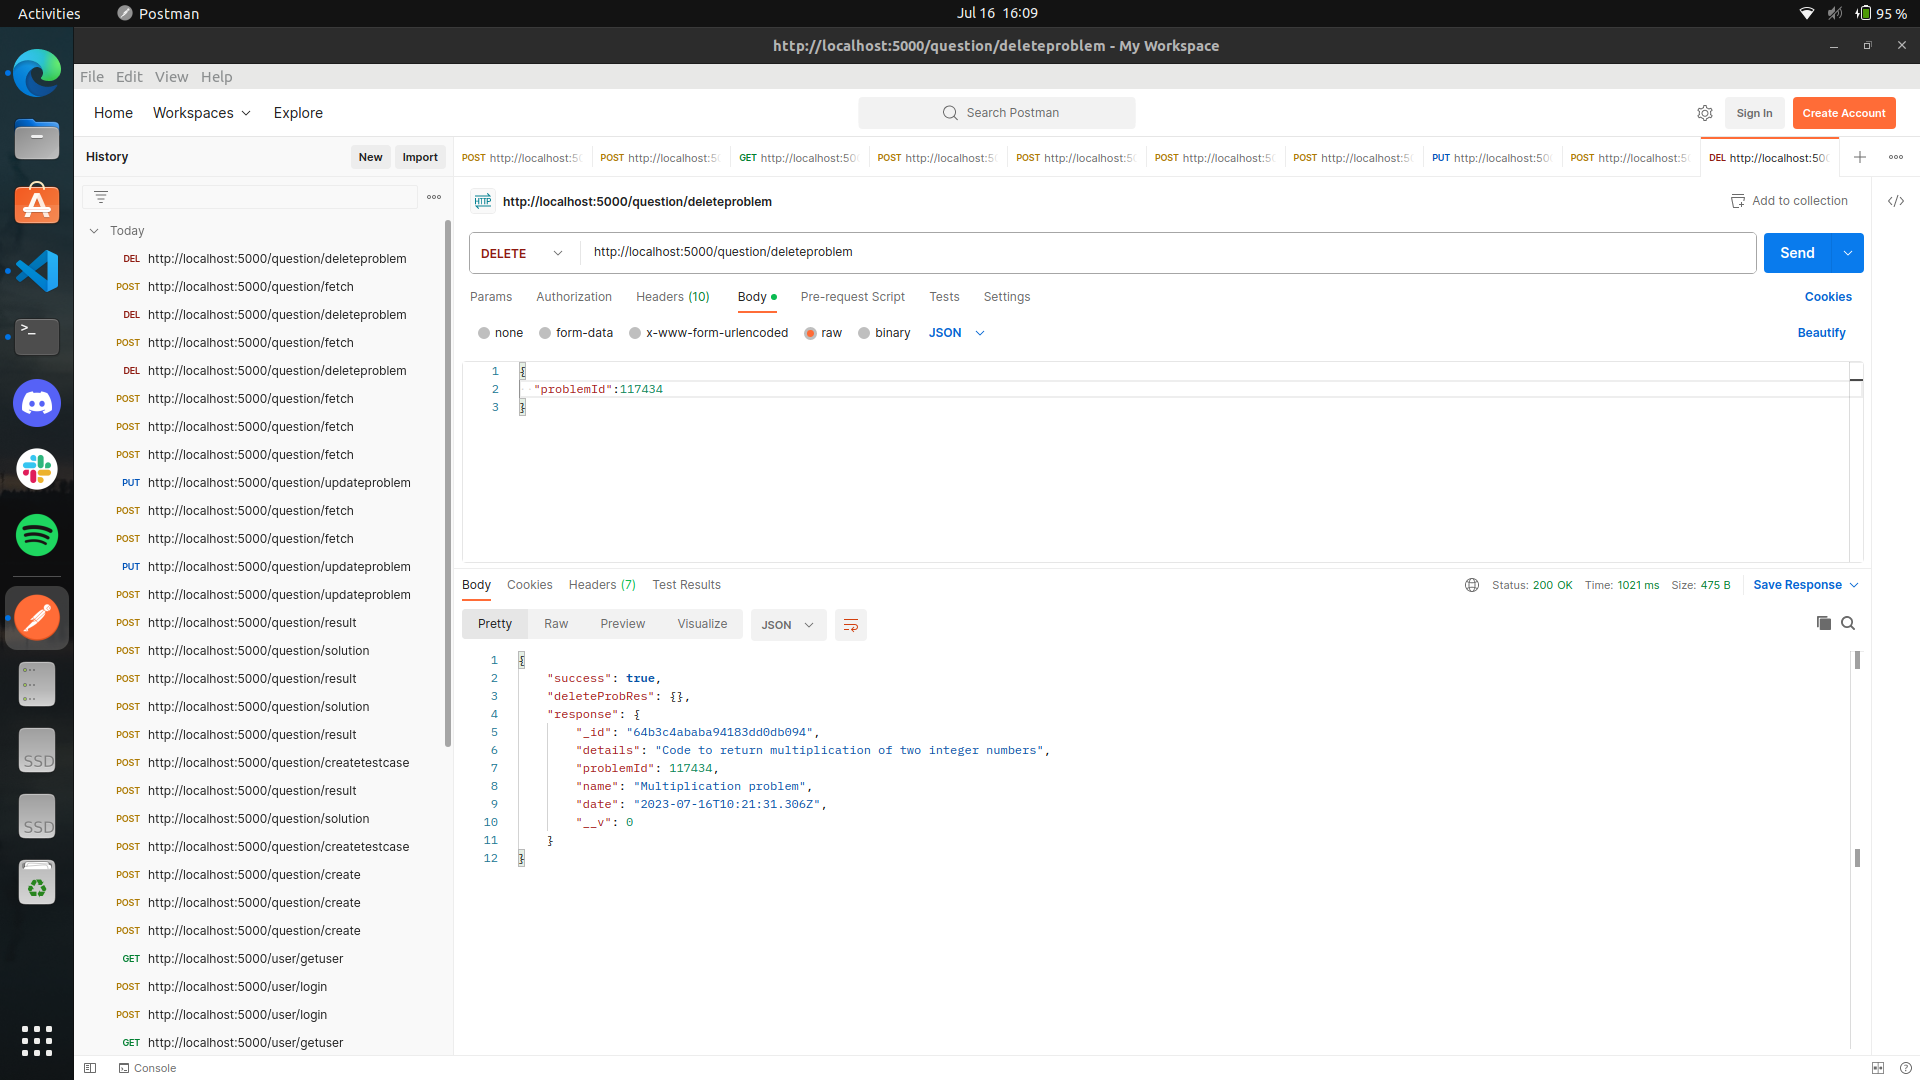 Activities
Postman
Jul 16 16:09
95 %
http://localhost:5000/question/deleteproblem - My Workspace
File Edit View Help
Home Workspaces Explore
Search Postman
Sign In
Create Account
History
New
Import
POST http://localhost:50
POST http://localhost:50
GET http://localhost:500
POST http://localhost:50
POST http://localhost:50
POST http://localhost:50
POST http://localhost:50
PUT http://localhost:500
POST http://localhost:50
DEL http://localhost:500
HTTP http://localhost:5000/question/deleteproblem
Add to collection
</>
Today
DEL http://localhost:5000/question/deleteproblem
POST http://localhost:5000/question/fetch
DEL http://localhost:5000/question/deleteproblem
POST http://localhost:5000/question/fetch
DEL http://localhost:5000/question/deleteproblem
POST http://localhost:5000/question/fetch
POST http://localhost:5000/question/fetch
POST http://localhost:5000/question/fetch
PUT http://localhost:5000/question/updateproblem
POST http://localhost:5000/question/fetch
POST http://localhost:5000/question/fetch
PUT http://localhost:5000/question/updateproblem
POST http://localhost:5000/question/updateproblem
POST http://localhost:5000/question/result
POST http://localhost:5000/question/solution
POST http://localhost:5000/question/result
POST http://localhost:5000/question/solution
POST http://localhost:5000/question/result
POST http://localhost:5000/question/createtestcase
POST http://localhost:5000/question/result
POST http://localhost:5000/question/solution
POST http://localhost:5000/question/createtestcase
POST http://localhost:5000/question/create
POST http://localhost:5000/question/create
POST http://localhost:5000/question/create
GET http://localhost:5000/user/getuser
POST http://localhost:5000/user/login
POST http://localhost:5000/user/login
GET http://localhost:5000/user/getuser
DELETE
http://localhost:5000/question/deleteproblem
Send
Params Authorization Headers (10) Body Pre-request Script Tests Settings
Cookies
none form-data x-www-form-urlencoded raw binary JSON
Beautify
1 {
2 "problemId":117434
3 }
Body Cookies Headers (7) Test Results
Status: 200 OK Time: 1021 ms Size: 475 B
Save Response
Pretty Raw Preview Visualize JSON
1 {
2 "success": true,
3 "deleteProbRes": {},
4 "response": {
5 "_id": "64b3c4ababa94183dd0db094",
6 "details": "Code to return multiplication of two integer numbers",
7 "problemId": 117434,
8 "name": "Multiplication problem",
9 "date": "2023-07-16T10:21:31.306Z",
10 "__v": 0
11 }
12 }
SSD
SSD
Console